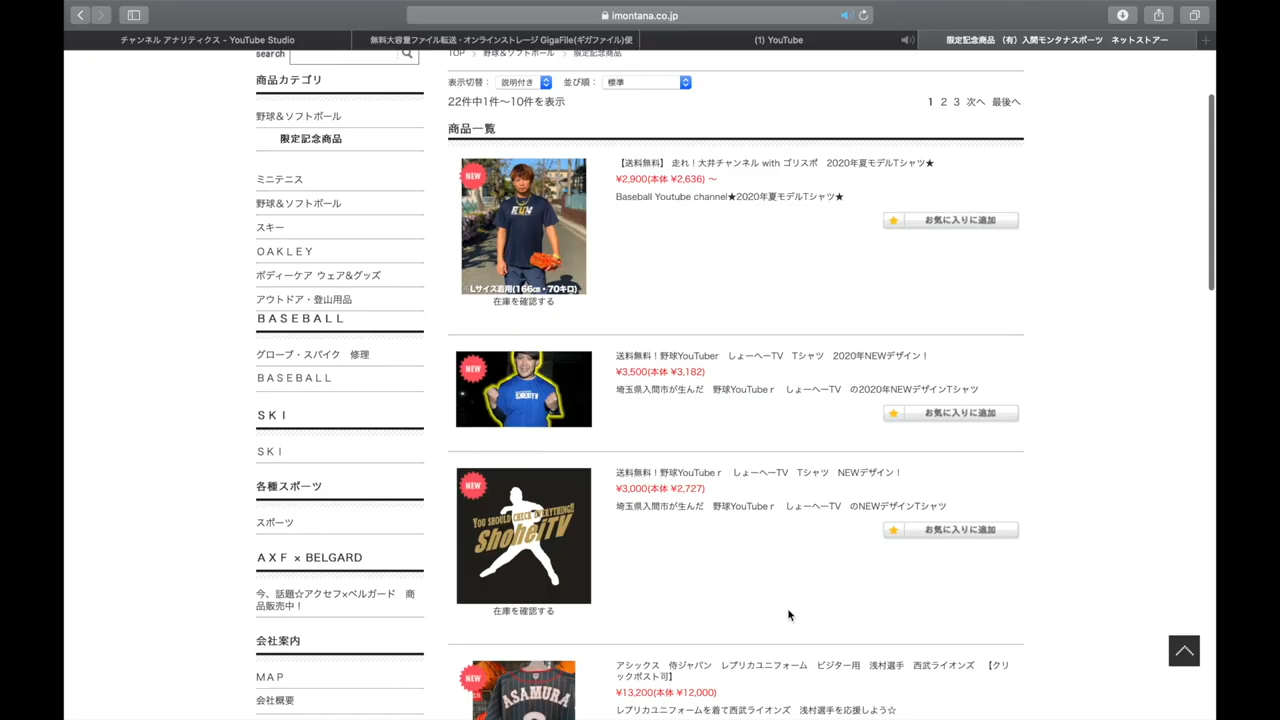 imontana.co.jp
チャンネル アナリティクス - YouTube Studio
無料大容量ファイル転送・オンラインストレージ GigaFile(ギガファイル)便
(1) YouTube
限定記念商品 （有）入間モンタナスポーツ ネットストアー
search
TOP > 野球＆ソフトボール > 限定記念商品
商品カテゴリ
野球＆ソフトボール
限定記念商品
ミニテニス
野球＆ソフトボール
スキー
ＯＡＫＬＥＹ
ボディーケア ウェア&グッズ
アウトドア・登山用品
ＢＡＳＥＢＡＬＬ
グローブ・スパイク　修理
ＢＡＳＥＢＡＬＬ
ＳＫＩ
ＳＫＩ
各種スポーツ
スポーツ
ＡＸＦ × BELGARD
今、話題☆アクセフ×ベルガード　商
品販売中！
会社案内
ＭＡＰ
会社概要
表示切替： 説明付き 並び順： 標準
22件中1件～10件を表示
1 2 3 次へ 最後へ
商品一覧
NEW
Lサイズ着用(166cm・70キロ)
在庫を確認する
【送料無料】 走れ！大井チャンネル with ゴリスポ　2020年夏モデルTシャツ★
¥2,900(本体 ¥2,636) ～
Baseball Youtube channel★2020年夏モデルTシャツ★
お気に入りに追加
NEW
送料無料！野球YouTuber　しょーへーTV　Tシャツ　2020年NEWデザイン！
¥3,500(本体 ¥3,182)
埼玉県入間市が生んだ　野球YouTubeｒ　しょーへーTV　の2020年NEWデザインTシャツ
お気に入りに追加
NEW
YOU SHOULD CHECK EVERYTHING!!
ShoheiTV
在庫を確認する
送料無料！野球YouTubeｒ　しょーへーTV　Tシャツ　NEWデザイン！
¥3,000(本体 ¥2,727)
埼玉県入間市が生んだ　野球YouTubeｒ　しょーへーTV　のNEWデザインTシャツ
お気に入りに追加
NEW
ASAMURA
アシックス　侍ジャパン　レプリカユニフォーム　ビジター用　浅村選手　西武ライオンズ　【クリ
ックポスト可】
¥13,200(本体 ¥12,000)
レプリカユニフォームを着て西武ライオンズ　浅村選手を応援しよう☆